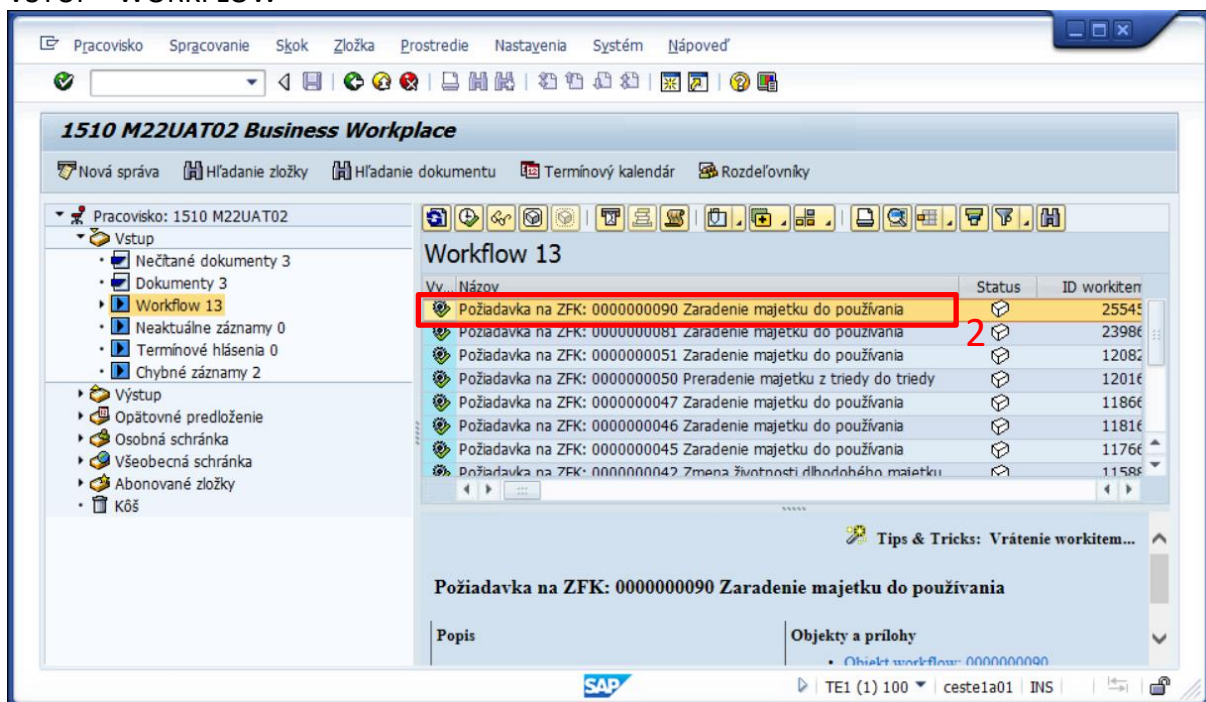 VSTUP – WORKFLOW
Pracovisko Spracovanie Skok Zložka Prostredie Nastavenia Systém Nápoveď
1510 M22UAT02 Business Workplace
Nová správa Hľadanie zložky Hľadanie dokumentu Termínový kalendár Rozdeľovníky
Pracovisko: 1510 M22UAT02
Vstup
Nečítané dokumenty 3
Dokumenty 3
Workflow 13
Neaktuálne záznamy 0
Termínové hlásenia 0
Chybné záznamy 2
Výstup
Opätovné predloženie
Osobná schránka
Všeobecná schránka
Abonované zložky
Kôš
Workflow 13
Vy... Názov Status ID workitem
Požiadavka na ZFK: 0000000090 Zaradenie majetku do používania 25545
2
Požiadavka na ZFK: 0000000081 Zaradenie majetku do používania 23986
Požiadavka na ZFK: 0000000051 Zaradenie majetku do používania 12082
Požiadavka na ZFK: 0000000050 Preradenie majetku z triedy do triedy 12016
Požiadavka na ZFK: 0000000047 Zaradenie majetku do používania 11866
Požiadavka na ZFK: 0000000046 Zaradenie majetku do používania 11816
Požiadavka na ZFK: 0000000045 Zaradenie majetku do používania 11766
Požiadavka na ZFK: 0000000042 Zmena životnosti dlhodobého majetku 11588
Tips & Tricks: Vrátenie workitem...
Požiadavka na ZFK: 0000000090 Zaradenie majetku do používania
Popis Objekty a prílohy
Objekt workflow: 0000000090
SAP TE1 (1) 100 ceste1a01 INS